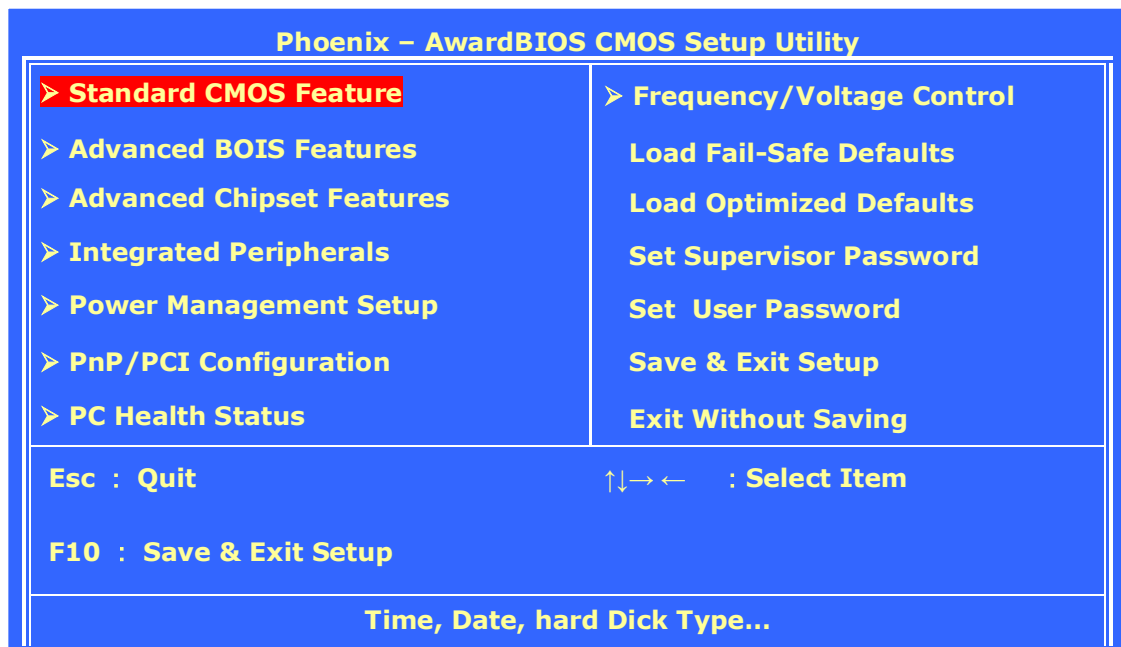 Phoenix – AwardBIOS CMOS Setup Utility
➢ Standard CMOS Feature
➢ Advanced BOIS Features
➢ Advanced Chipset Features
➢ Integrated Peripherals
➢ Power Management Setup
➢ PnP/PCI Configuration
➢ PC Health Status
➢ Frequency/Voltage Control
Load Fail-Safe Defaults
Load Optimized Defaults
Set Supervisor Password
Set User Password
Save & Exit Setup
Exit Without Saving
Esc : Quit
↑↓→ ← : Select Item
F10 : Save & Exit Setup
Time, Date, hard Dick Type...